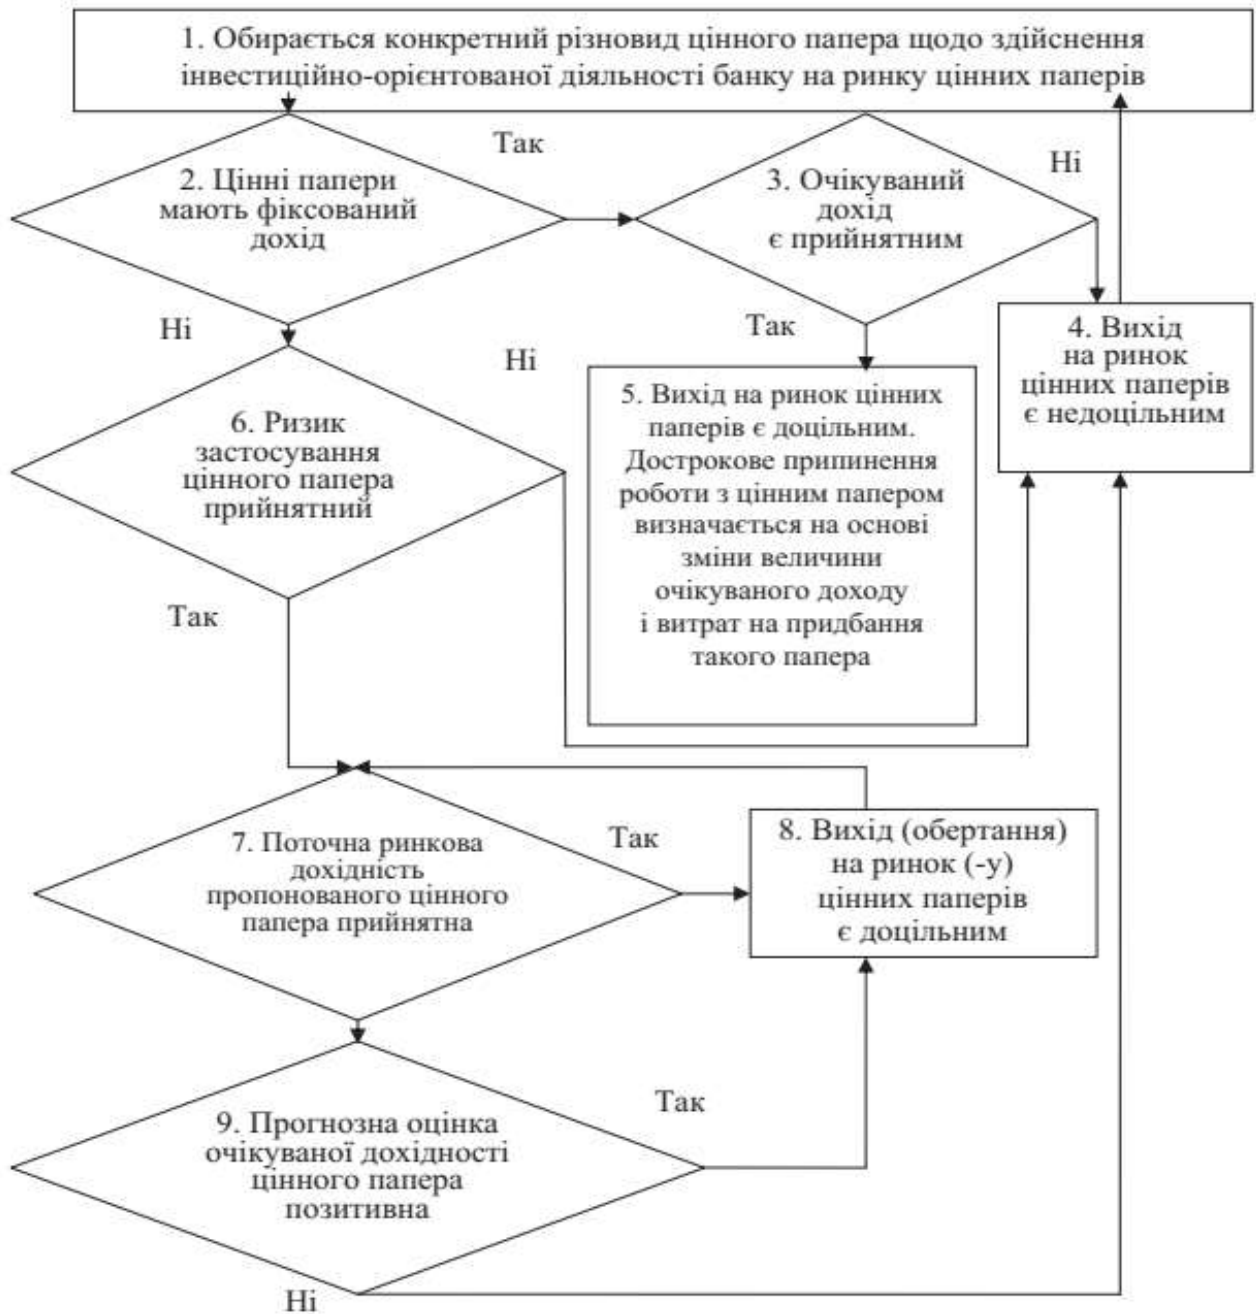 1. Обирається конкретний різновид цінного папера щодо здійснення
інвестиційно-орієнтованої діяльності банку на ринку цінних паперів
Так
2. Цінні папери
мають фіксований
дохід
3. Очікуваний
дохід
є прийнятним
Ні
Ні
Так
4. Вихід
на ринок
цінних паперів
є недоцільним
Ні
5. Вихід на ринок цінних
паперів є доцільним.
Дострокове припинення
роботи з цінним папером
визначається на основі
зміни величини
очікуваного доходу
і витрат на придбання
такого папера
6. Ризик
застосування
цінного папера
прийнятний
Так
7. Поточна ринкова
дохідність
пропонованого цінного
папера прийнятна
Так
8. Вихід (обертання)
на ринок (-у)
цінних паперів
є доцільним
9. Прогнозна оцінка
очікуваної дохідності
цінного папера
позитивна
Так
Ні